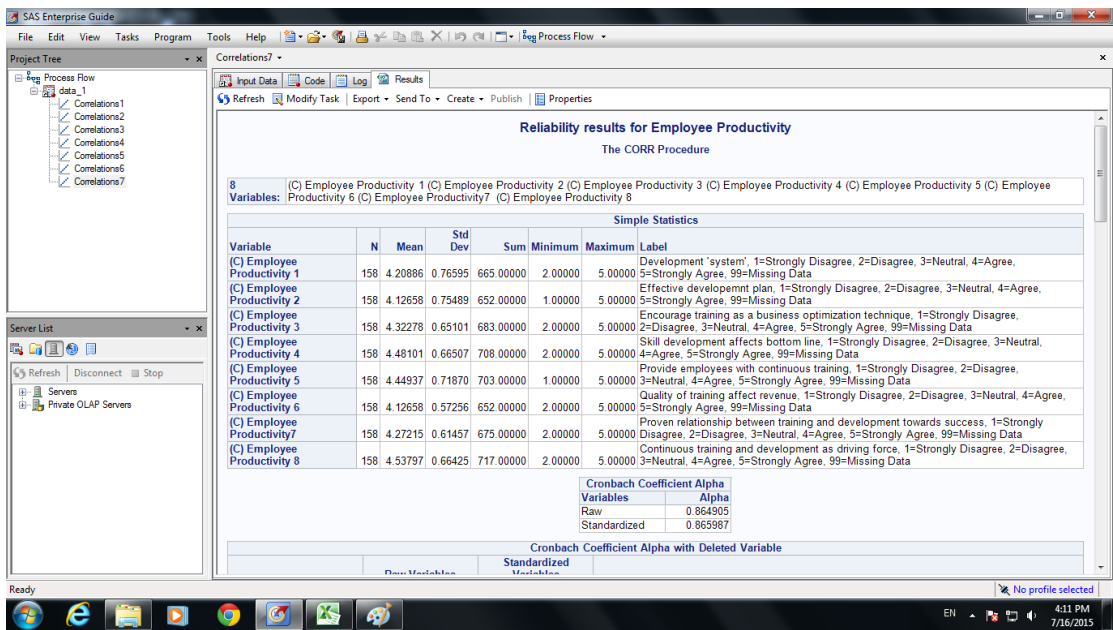 SAS Enterprise Guide
File Edit View Tasks Program Tools Help Process Flow
Project Tree
Process Flow
data_1
Correlations1
Correlations2
Correlations3
Correlations4
Correlations5
Correlations6
Correlations7
Server List
Refresh Disconnect Stop
Servers
Private OLAP Servers
Correlations7
Input Data Code Log Results
Refresh Modify Task Export Send To Create Publish Properties
Reliability results for Employee Productivity
The CORR Procedure
8 Variables: (C) Employee Productivity 1 (C) Employee Productivity 2 (C) Employee Productivity 3 (C) Employee Productivity 4 (C) Employee Productivity 5 (C) Employee
Productivity 6 (C) Employee Productivity7 (C) Employee Productivity 8
Simple Statistics
Variable N Mean Std Dev Sum Minimum Maximum Label
(C) Employee Productivity 1 158 4.20886 0.76595 665.00000 2.00000 5.00000 Development 'system', 1=Strongly Disagree, 2=Disagree, 3=Neutral, 4=Agree, 5=Strongly Agree, 99=Missing Data
(C) Employee Productivity 2 158 4.12658 0.75489 652.00000 1.00000 5.00000 Effective developemnt plan, 1=Strongly Disagree, 2=Disagree, 3=Neutral, 4=Agree, 5=Strongly Agree, 99=Missing Data
(C) Employee Productivity 3 158 4.32278 0.65101 683.00000 2.00000 5.00000 Encourage training as a business optimization technique, 1=Strongly Disagree, 2=Disagree, 3=Neutral, 4=Agree, 5=Strongly Agree, 99=Missing Data
(C) Employee Productivity 4 158 4.48101 0.66507 708.00000 2.00000 5.00000 Skill development affects bottom line, 1=Strongly Disagree, 2=Disagree, 3=Neutral, 4=Agree, 5=Strongly Agree, 99=Missing Data
(C) Employee Productivity 5 158 4.44937 0.71870 703.00000 1.00000 5.00000 Provide employees with continuous training, 1=Strongly Disagree, 2=Disagree, 3=Neutral, 4=Agree, 5=Strongly Agree, 99=Missing Data
(C) Employee Productivity 6 158 4.12658 0.57256 652.00000 2.00000 5.00000 Quality of training affect revenue, 1=Strongly Disagree, 2=Disagree, 3=Neutral, 4=Agree, 5=Strongly Agree, 99=Missing Data
(C) Employee Productivity7 158 4.27215 0.61457 675.00000 2.00000 5.00000 Proven relationship between training and development towards success, 1=Strongly Disagree, 2=Disagree, 3=Neutral, 4=Agree, 5=Strongly Agree, 99=Missing Data
(C) Employee Productivity 8 158 4.53797 0.66425 717.00000 2.00000 5.00000 Continuous training and development as driving force, 1=Strongly Disagree, 2=Disagree, 3=Neutral, 4=Agree, 5=Strongly Agree, 99=Missing Data
Cronbach Coefficient Alpha
Variables Alpha
Raw 0.864905
Standardized 0.865987
Cronbach Coefficient Alpha with Deleted Variable
Standardized
Raw Variables Variables
Ready
No profile selected
EN
4:11 PM
7/16/2015